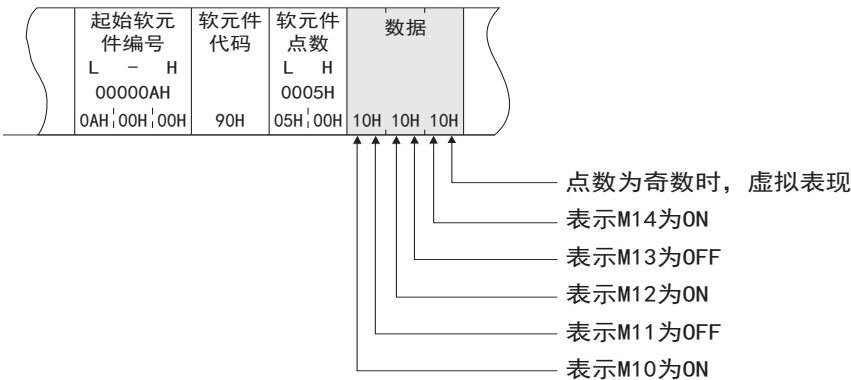 起始软元 软元件 软元件 数据
件编号 代码 点数
L - H L H
00000AH 0005H
0AH 00H 00H 90H 05H 00H 10H 10H 10H
点数为奇数时，虚拟表现
表示M14为ON
表示M13为OFF
表示M12为ON
表示M11为OFF
表示M10为ON